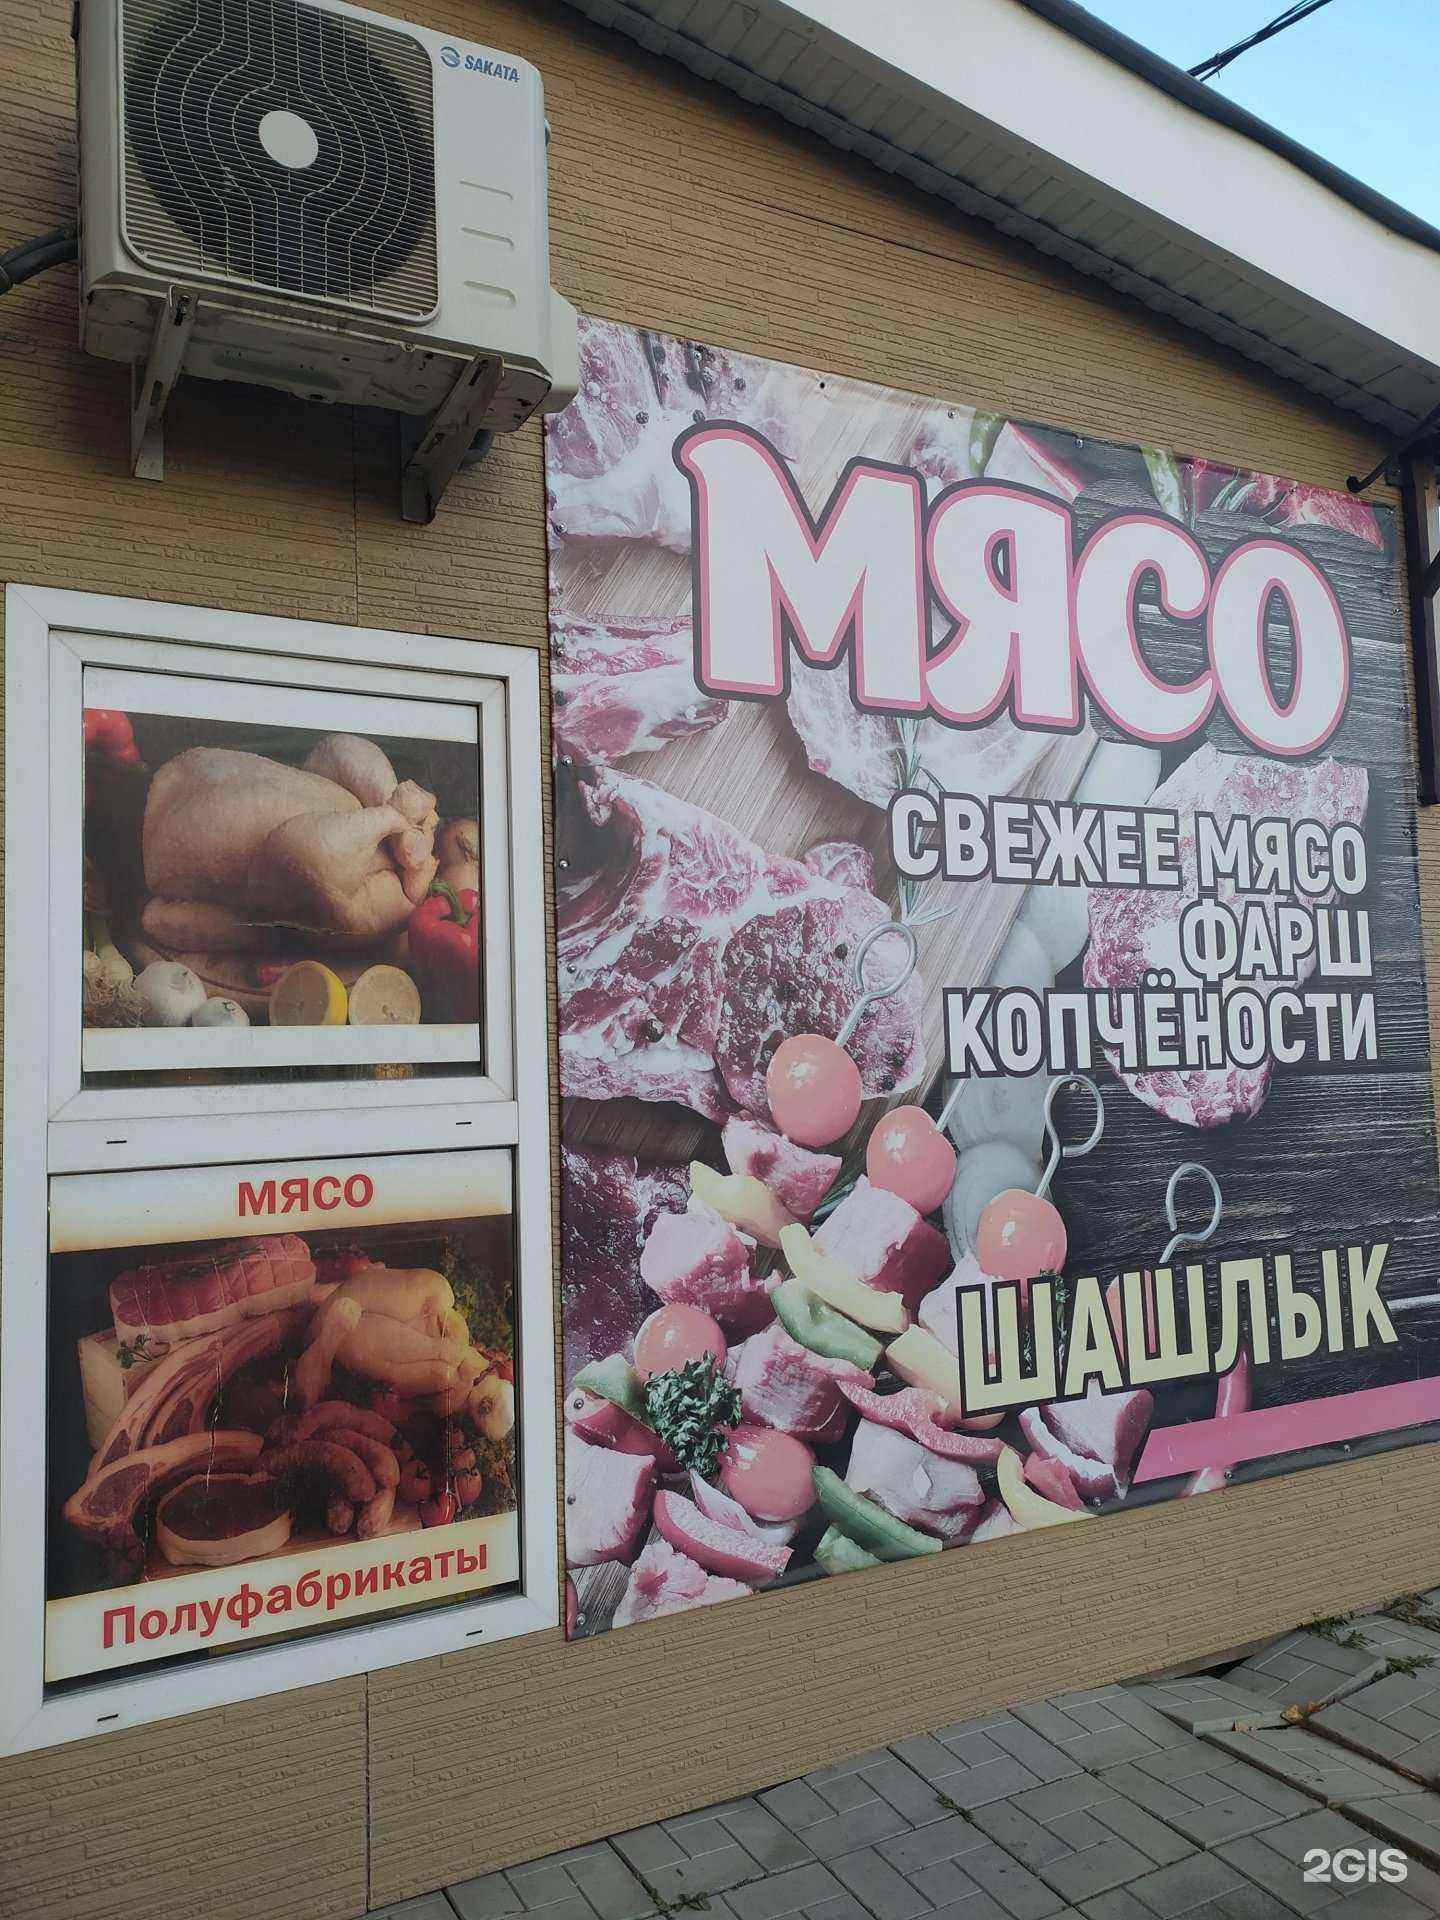 SAKATA
МЯСО
СВЕЖЕЕ МЯСО
ФАРШ
КОПЧЁНОСТИ
ШАШЛЫК
МЯСО
Полуфабрикаты
2GIS